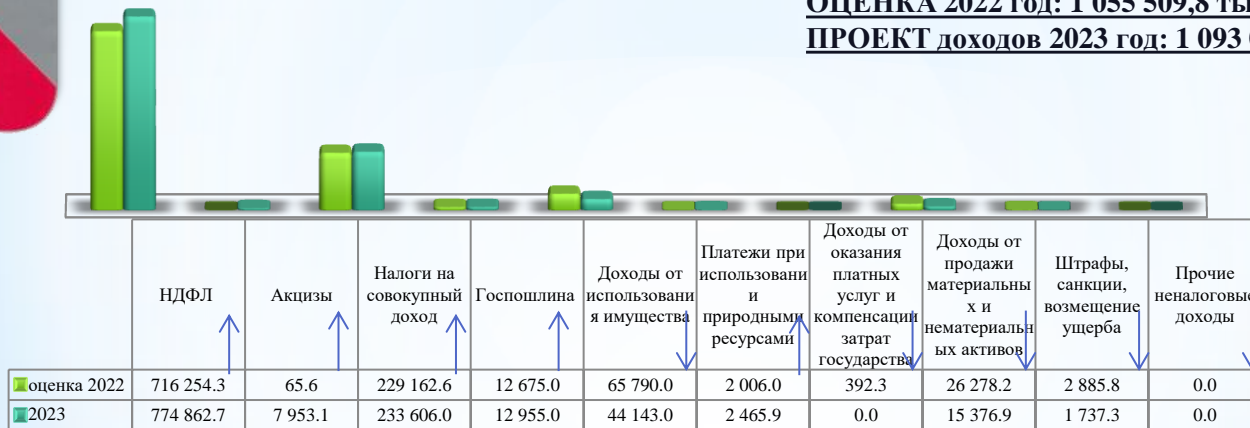 ОЦЕНКА 2022 год: 1 055 509,8
ПРОЕКТ доходов 2023 год: 1 093
НДФЛ
Акцизы
Налоги на
совокупный
доход
Госпошлина
Доходы от
использовани
я имущества
Платежи при
использовани
и
природными
ресурсами
Доходы от
оказания
платных
услуг и
компенсации
затрат
государства
Доходы от
продажи
материальны
х и
нематериальн
ых активов
Штрафы,
санкции,
возмещение
ущерба
Прочие
неналоговые
доходы
оценка 2022 716 254.3 65.6 229 162.6 12 675.0 65 790.0 2 006.0 392.3 26 278.2 2 885.8 0.0
2023 774 862.7 7 953.1 233 606.0 12 955.0 44 143.0 2 465.9 0.0 15 376.9 1 737.3 0.0